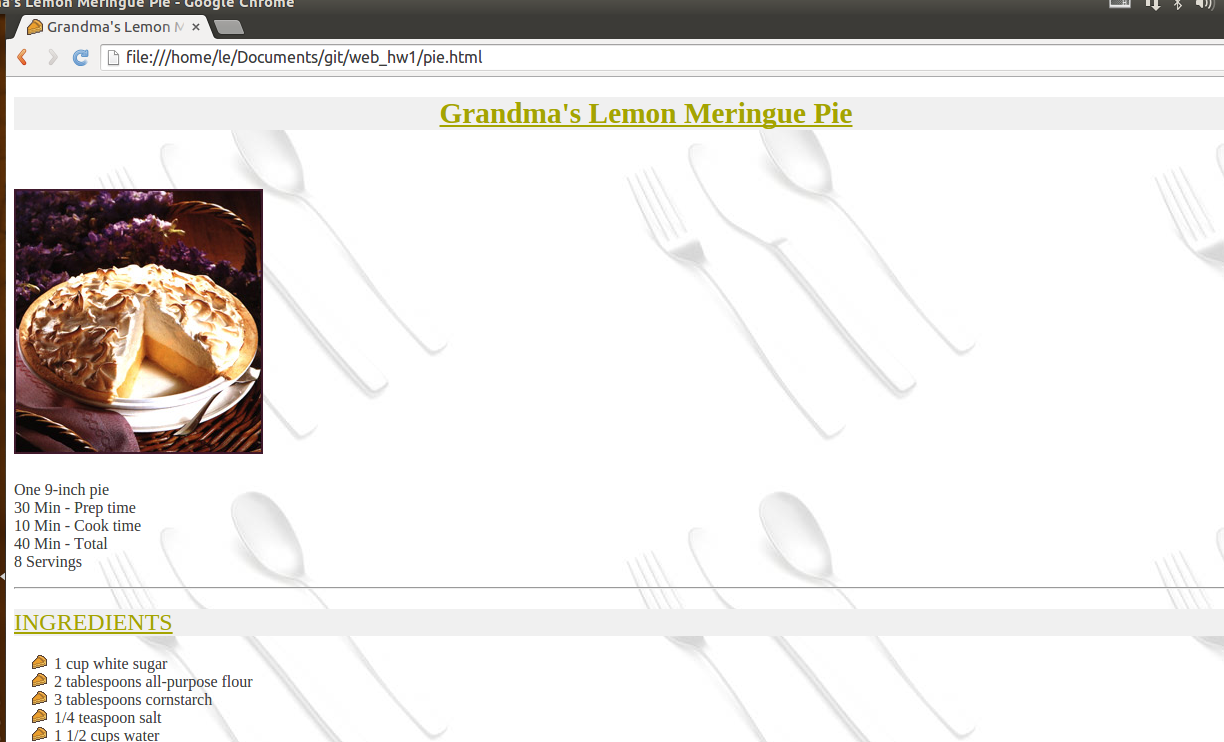 a's Lemon Meringue Pie - Google Chrome
Grandma's Lemon M
file:///home/le/Documents/git/web_hw1/pie.html
Grandma's Lemon Meringue Pie
One 9-inch pie
30 Min - Prep time
10 Min - Cook time
40 Min - Total
8 Servings
INGREDIENTS
1 cup white sugar
2 tablespoons all-purpose flour
3 tablespoons cornstarch
1/4 teaspoon salt
1 1/2 cups water